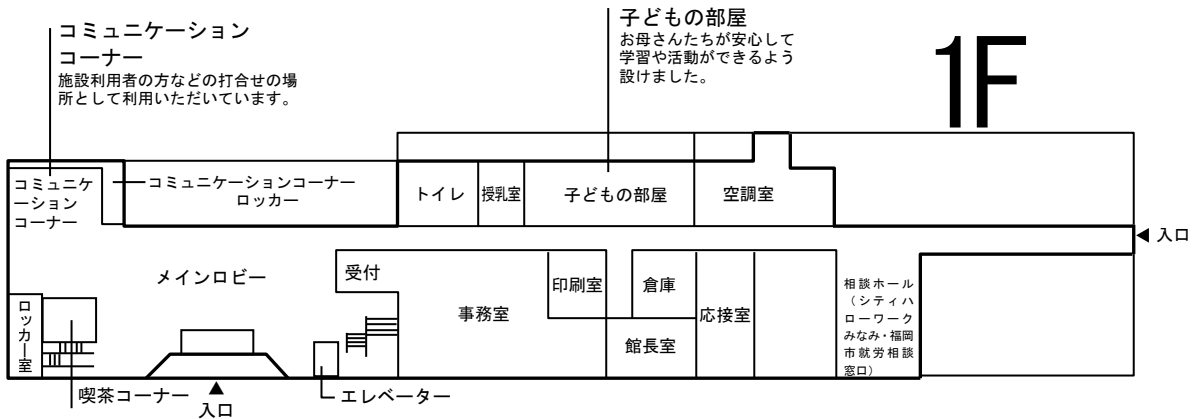 コミュニケーション
コーナー
施設利用者の方などの打合せの場
所として利用いただいています。
子どもの部屋
お母さんたちが安心して
学習や活動ができるよう
設けました。
1F
コミュニケ
ーション
コーナー
コミュニケーションコーナー
ロッカー
トイレ
授乳室
子どもの部屋
空調室
入口
メインロビー
受付
事務室
印刷室
倉庫
館長室
応接室
相談ホール
(シティハ
ローワーク
みなみ・福岡
市就労相談
窓口)
ロッカー室
喫茶コーナー
入口
エレベーター